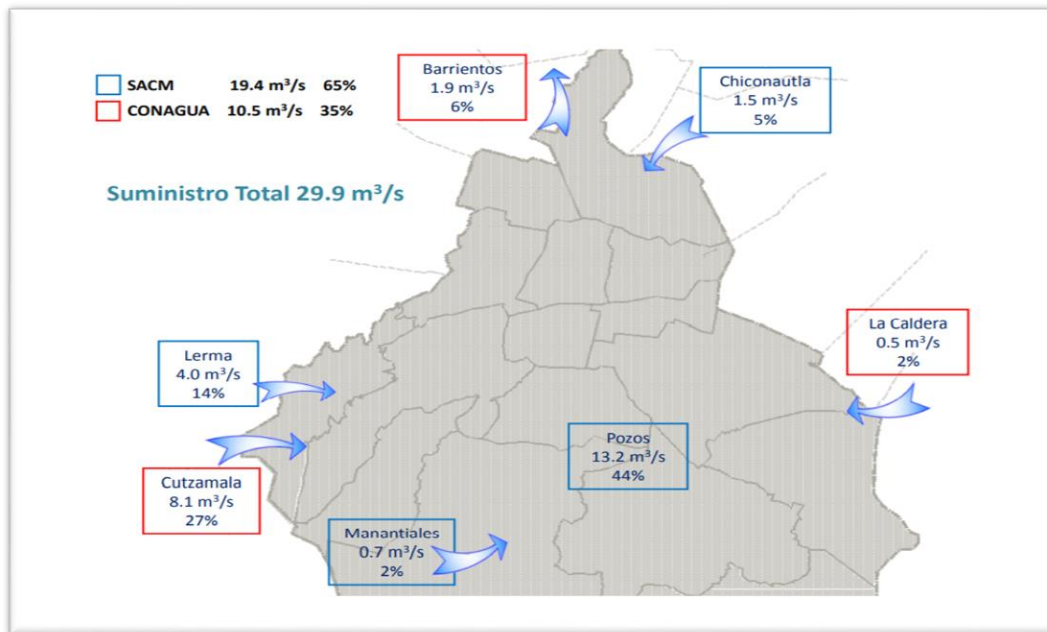 SACM 19.4 m³/s 65%
CONAGUA 10.5 m³/s 35%
Suministro Total 29.9 m³/s
Barrientos
1.9 m³/s
6%
Chiconautla
1.5 m³/s
5%
La Caldera
0.5 m³/s
2%
Lerma
4.0 m³/s
14%
Pozos
13.2 m³/s
44%
Cutzamala
8.1 m³/s
27%
Manantiales
0.7 m³/s
2%